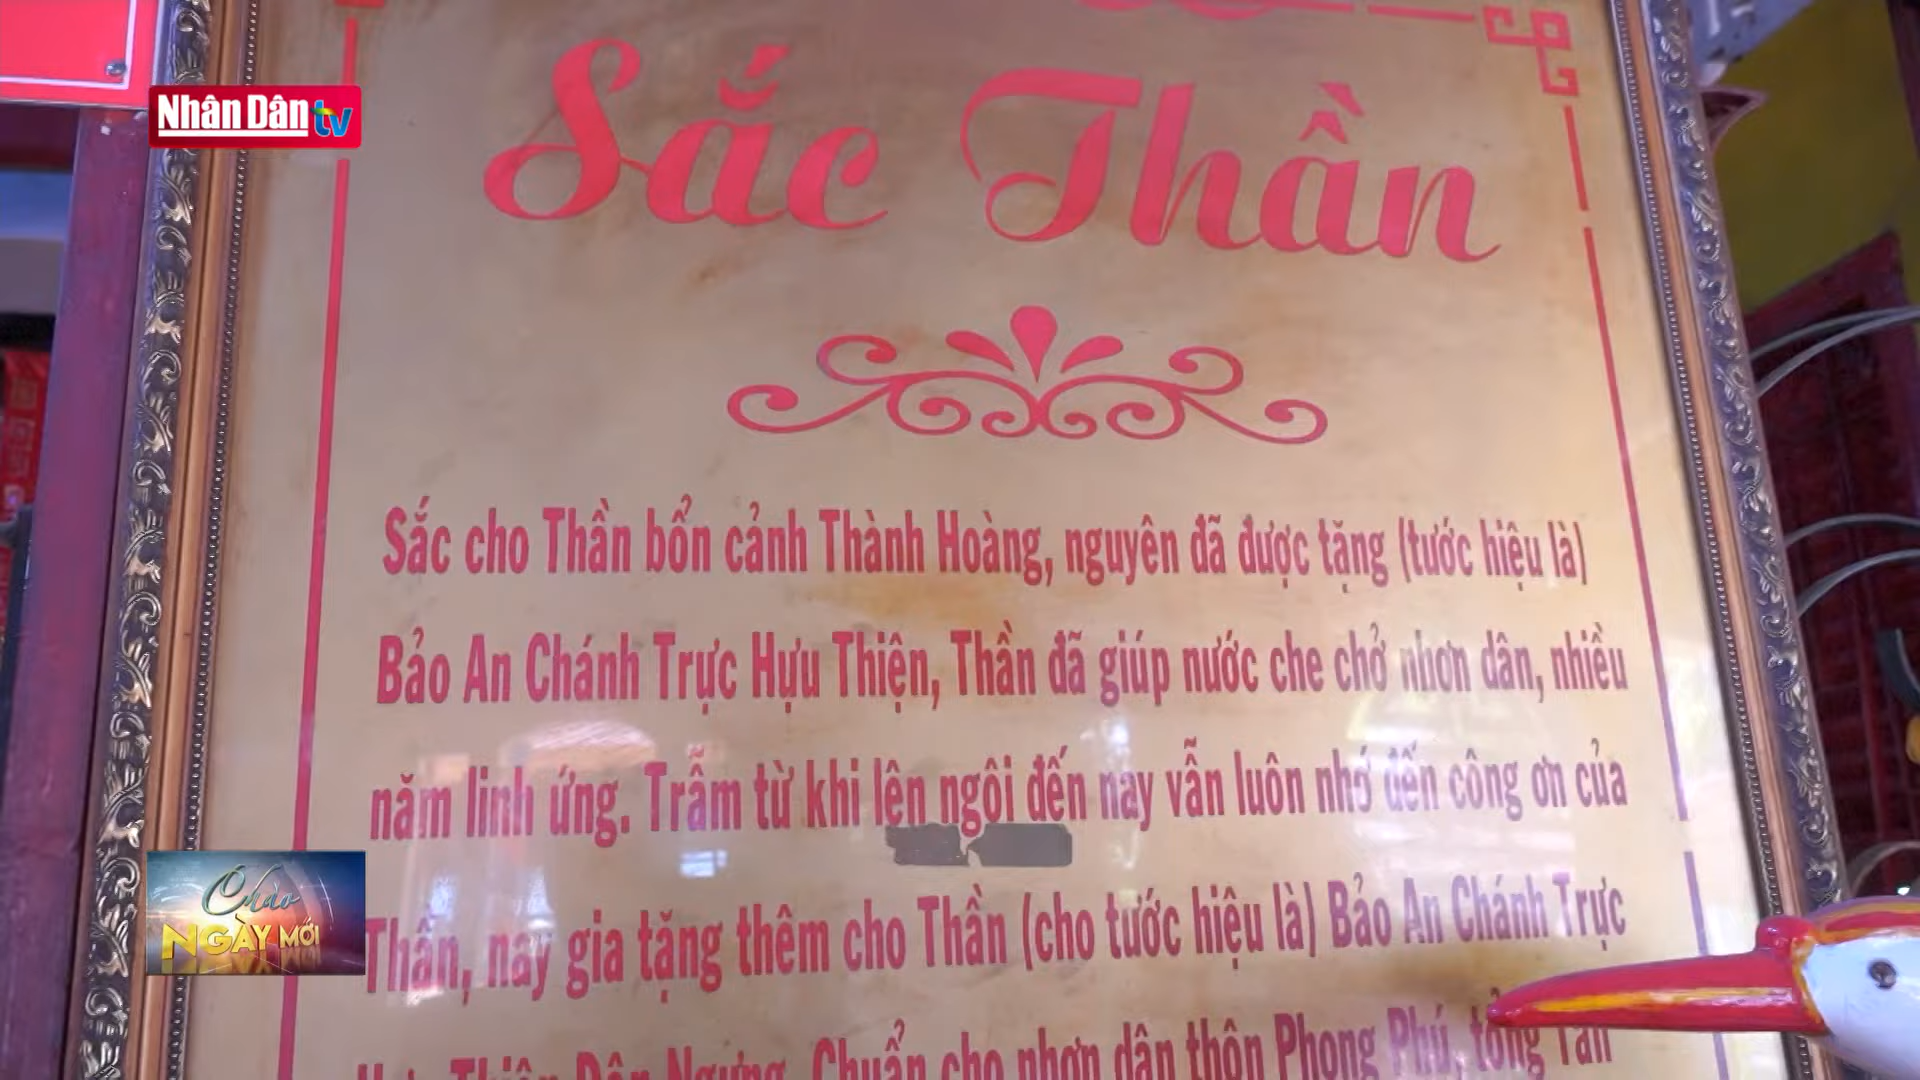 Nhân Dân tv
Sắc Thần
Sắc cho Thần bổn cảnh Thành Hoàng, nguyên đã được tặng (tước hiệu là)
Bảo An Chánh Trực Hựu Thiện, Thần đã giúp nước che chở nhơn dân, nhiều
năm linh ứng. Trẫm từ khi lên ngôi đến nay vẫn luôn nhớ đến công ơn của
Thần, nay gia tặng thêm cho Thần (cho tước hiệu là) Bảo An Chánh Trực
Hựu Thiện Đôn Ngưng. Chuẩn cho nhơn dân thôn Phong Phú, tổng Tân
Chào
NGÀY MỚI